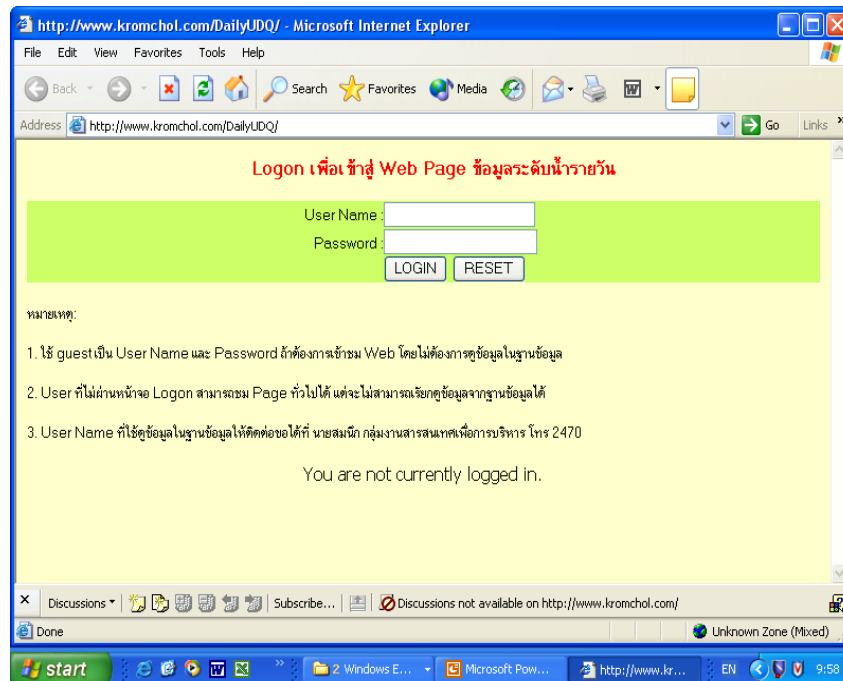 http://www.kromchol.com/DailyUDQ/ - Microsoft Internet Explorer
File Edit View Favorites Tools Help
Back Search Favorites Media
Address http://www.kromchol.com/DailyUDQ/ Go Links »
Logon เพื่อเข้าสู่ Web Page ข้อมูลระดับน้ำรายวัน
User Name :
Password :
LOGIN RESET
หมายเหตุ:
1. ใช้ guest เป็น User Name และ Password ถ้าต้องการเข้าชม Web โดยไม่ต้องการดูข้อมูลในฐานข้อมูล
2. User ที่ไม่ผ่านหน้าจอ Logon สามารถชม Page ทั่วไปได้ แต่จะไม่สามารถเรียกดูข้อมูลจากฐานข้อมูลได้
3. User Name ที่ใช้ดูข้อมูลในฐานข้อมูลให้ติดต่อขอได้ที่ นายสมนึก กลุ่มงานสารสนเทศเพื่อการบริหาร โทร 2470
You are not currently logged in.
Discussions Subscribe... Discussions not available on http://www.kromchol.com/
Done Unknown Zone (Mixed)
start » 2 Windows E... Microsoft Pow... http://www.kr... EN 9:58